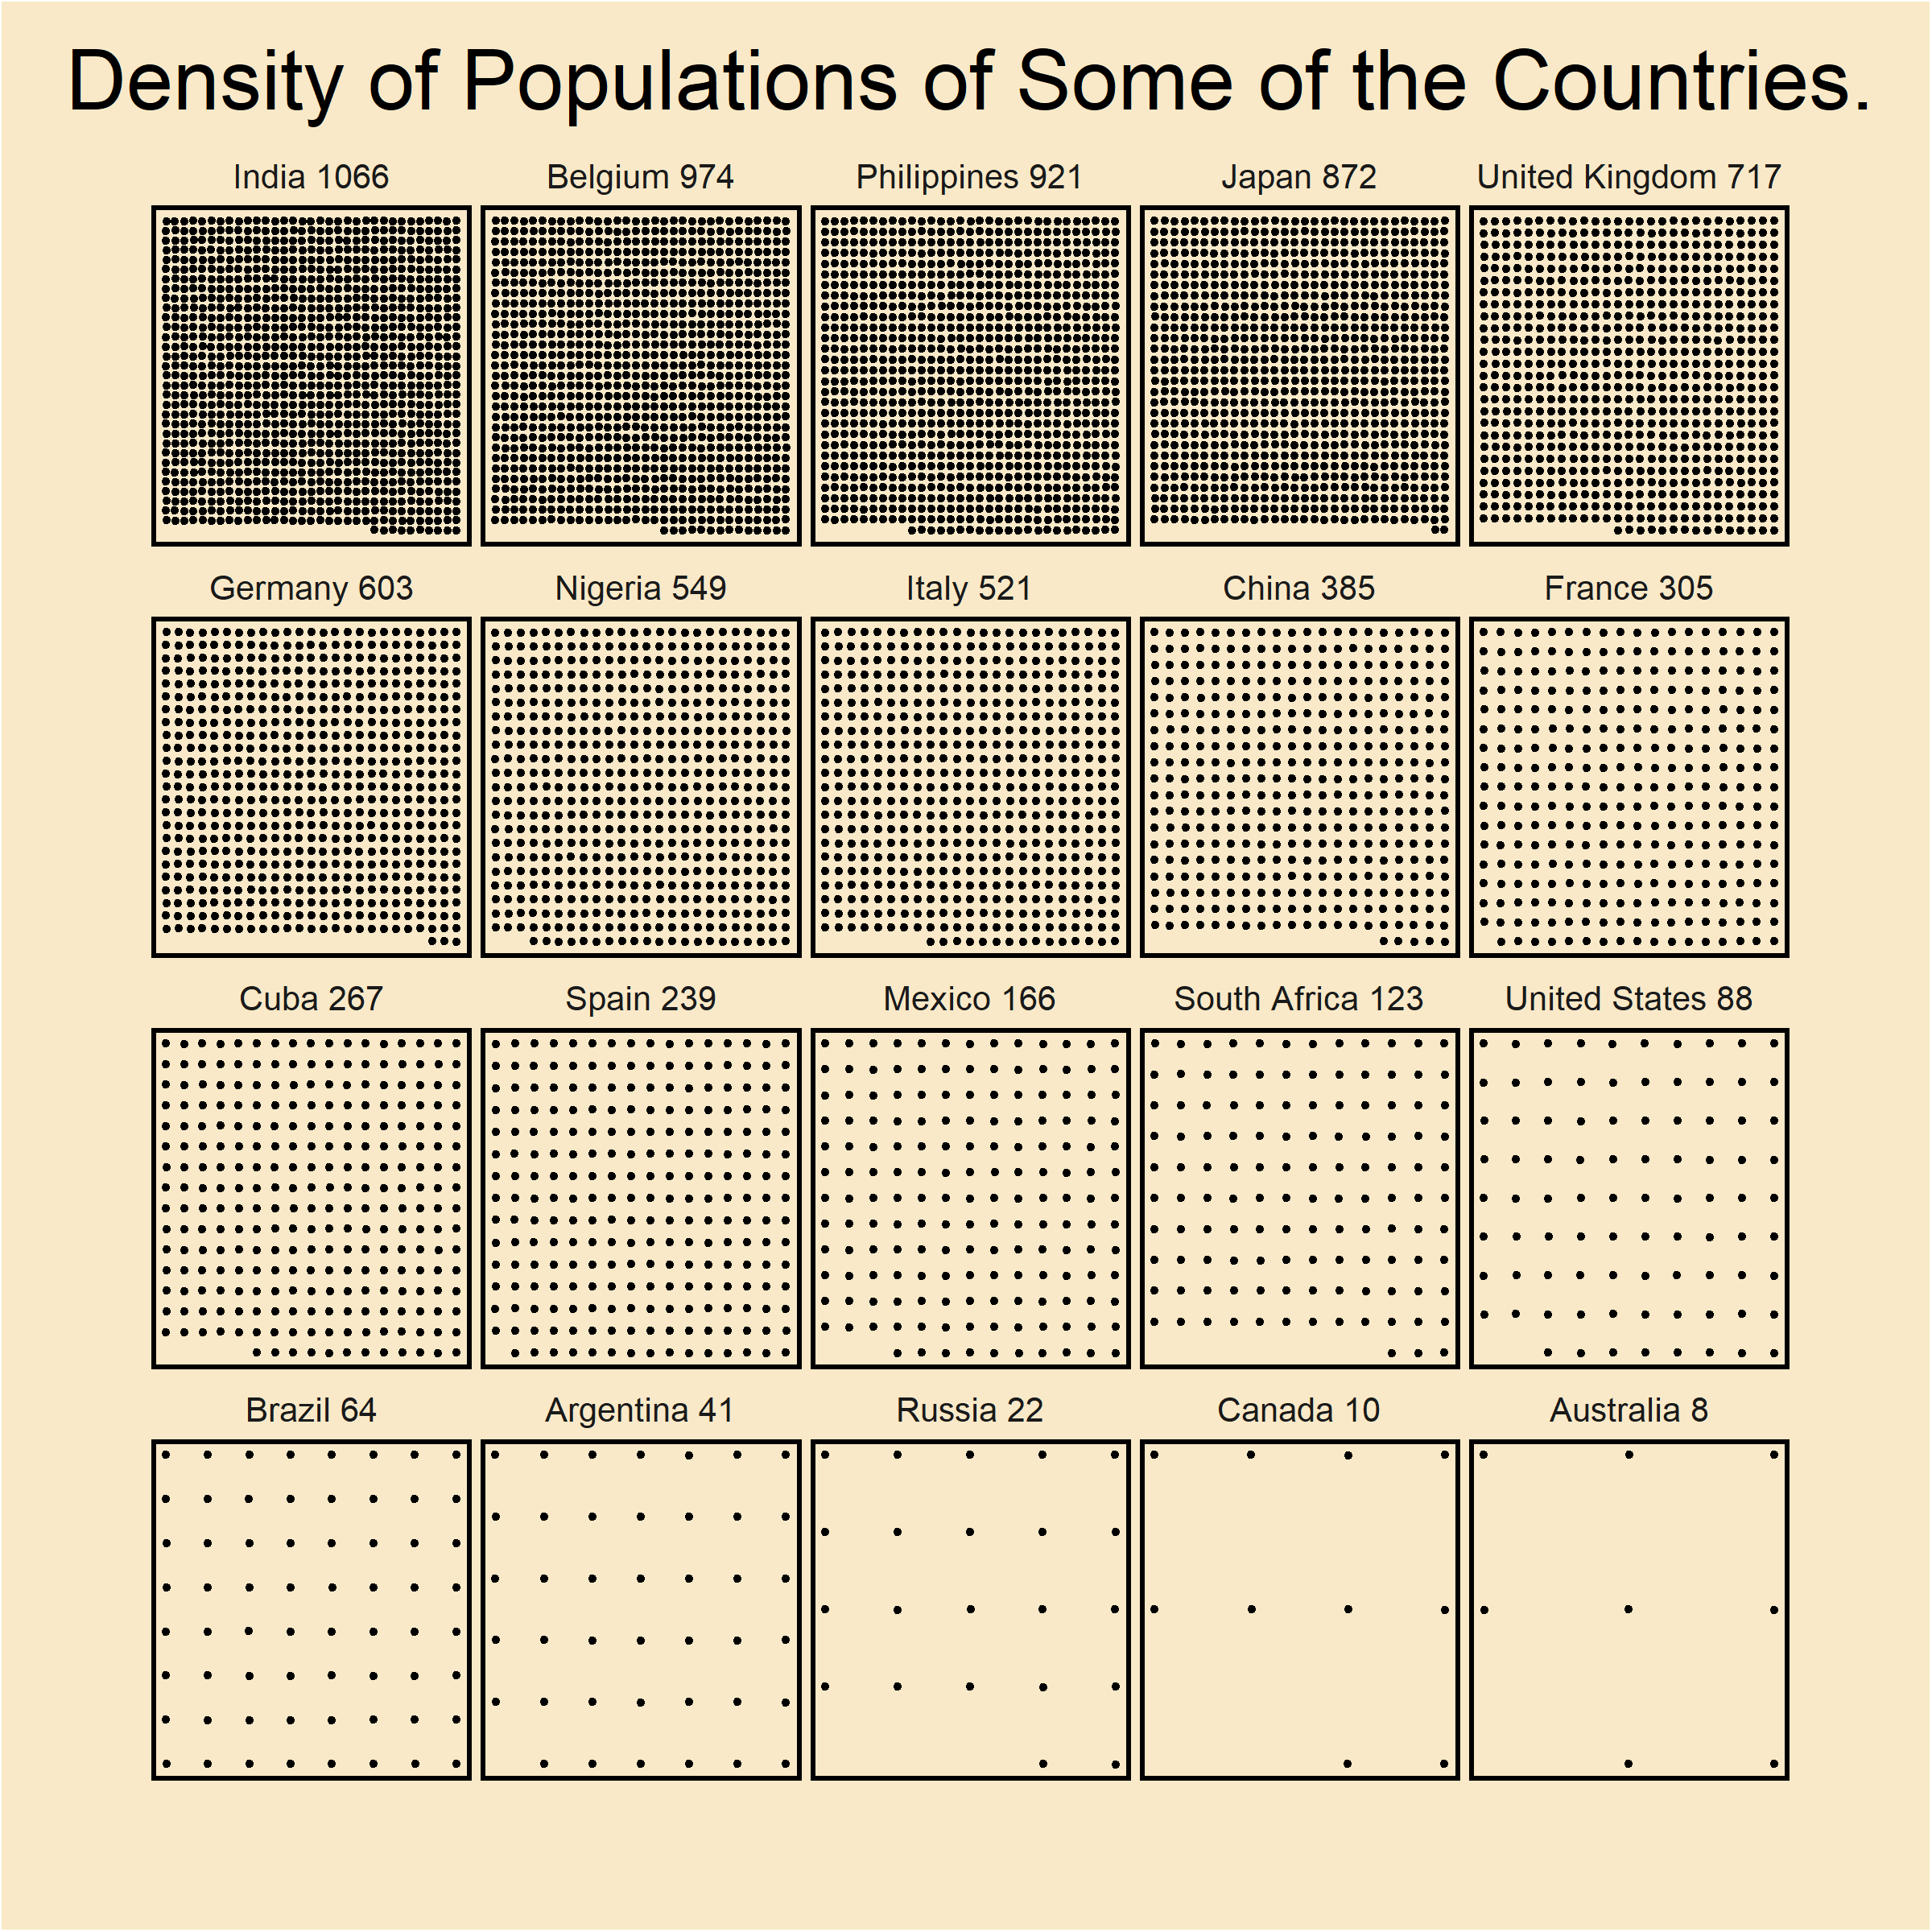 Density of Populations of Some of the Countries.
India 1066
Belgium 974
Philippines 921
Japan 872
United Kingdom 717
Germany 603
Nigeria 549
Italy 521
China 385
France 305
Cuba 267
Spain 239
Mexico 166
South Africa 123
United States 88
Brazil 64
Argentina 41
Russia 22
Canada 10
Australia 8